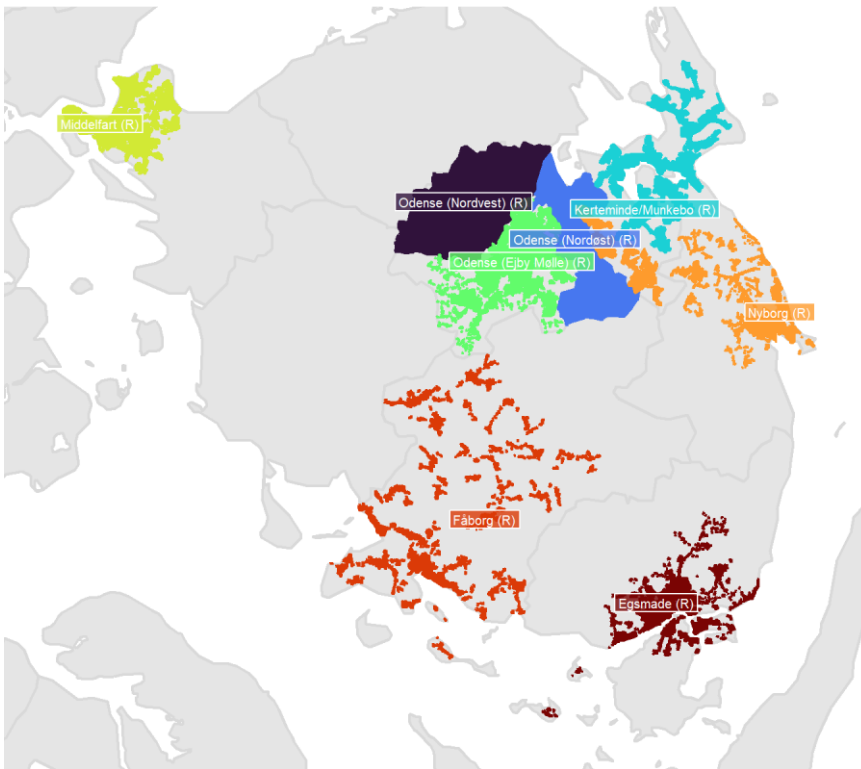 Middelfart (R)
Odense (Nordvest) (R)
Kerteminde/Munkebo (R)
Odense (Nordøst) (R)
Odense (Ejby Mølle) (R)
Nyborg (R)
Fåborg (R)
Egsmade (R)